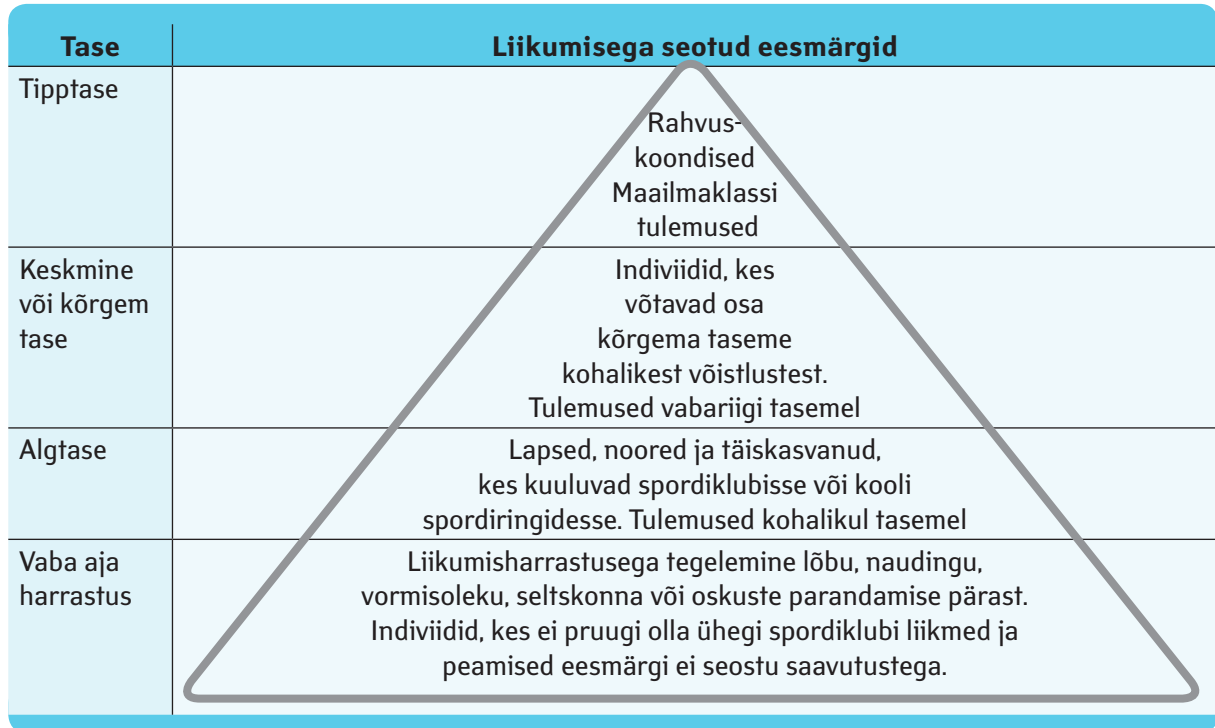 Tase
Liikumisega seotud eesmärgid
Tipptase
Rahvus-
koondised
Maailmaklassi
tulemused
Keskmine
või kõrgem
tase
Indiviidid, kes
võtavad osa
kõrgema taseme
kohalikest võistlustest.
Tulemused vabariigi tasemel
Algtase
Lapsed, noored ja täiskasvanud,
kes kuuluvad spordiklubisse või kooli
spordiringidesse. Tulemused kohalikul tasemel
Vaba aja
harrastus
Liikumisharrastusega tegelemine lõbu, naudingu,
vormisoleku, seltskonna või oskuste parandamise pärast.
Indiviidid, kes ei pruugi olla ühegi spordiklubi liikmed ja
peamised eesmärgi ei seostu saavutustega.